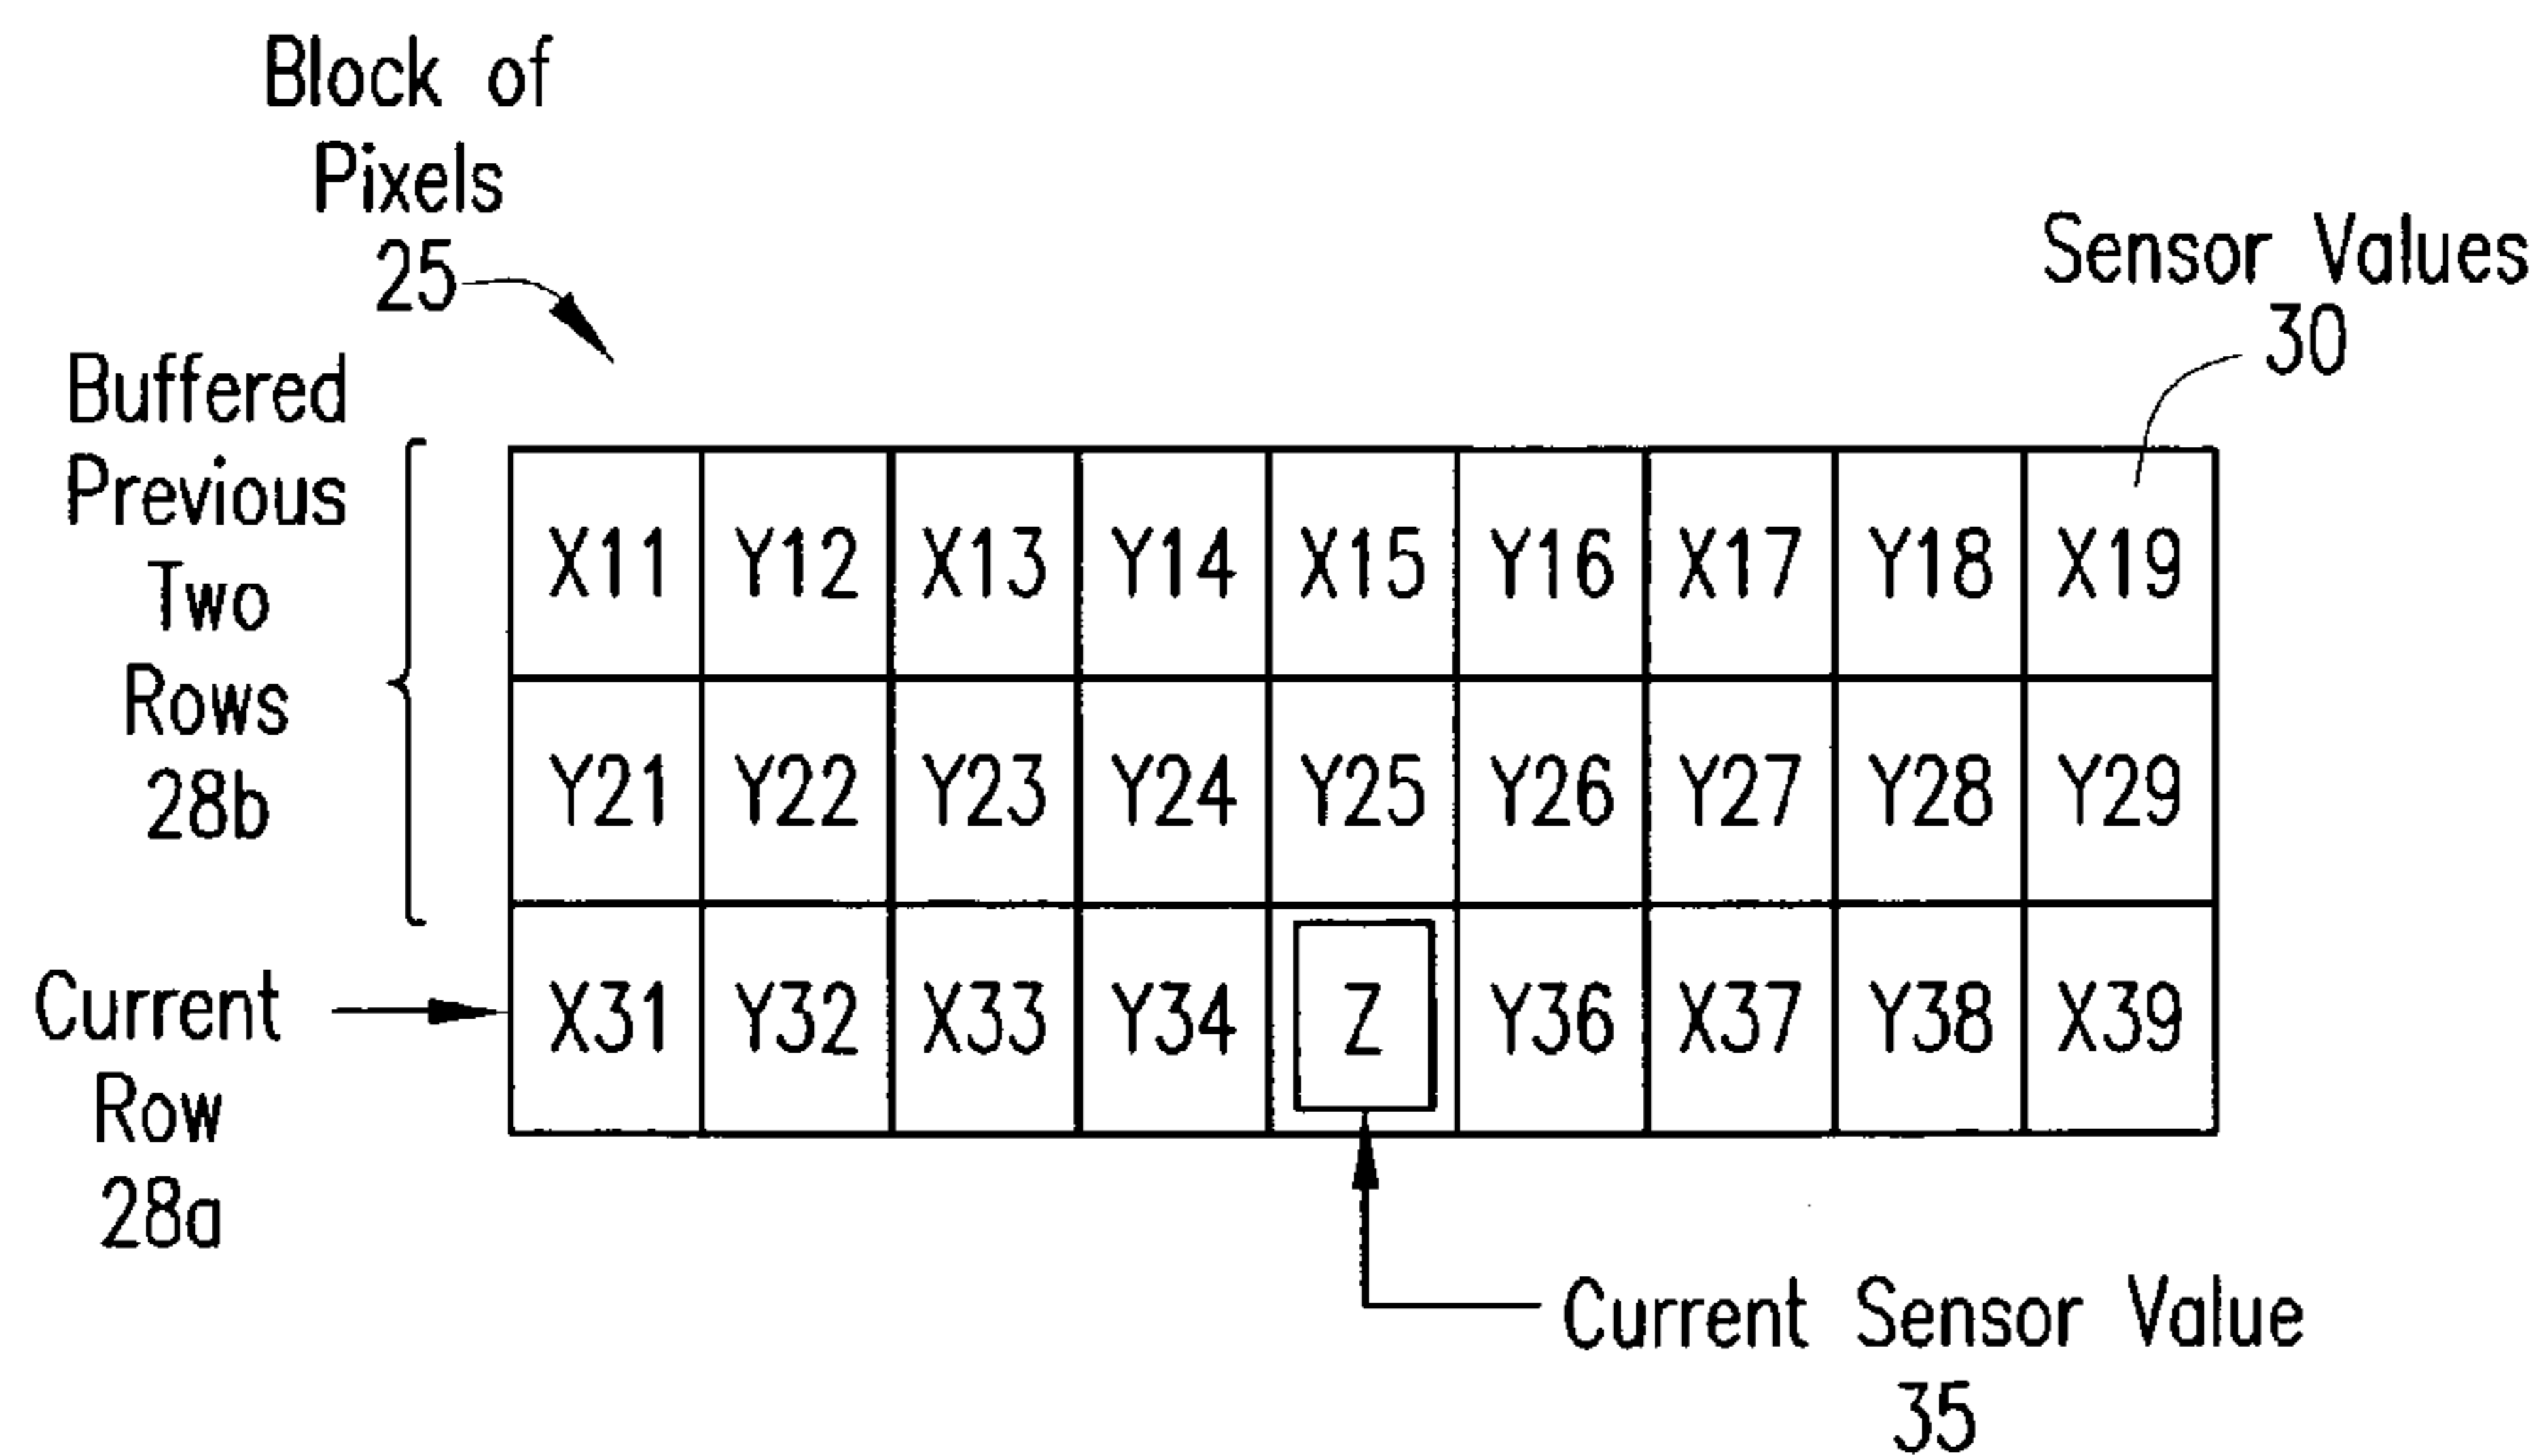 Block of
Pixels
25
Sensor Values
30
Buffered
Previous
Two
Rows
28b
X11 Y12 X13 Y14 X15 Y16 X17 Y18 X19
Y21 Y22 Y23 Y24 Y25 Y26 Y27 Y28 Y29
Current
Row
28a
X31 Y32 X33 Y34 Z Y36 X37 Y38 X39
Current Sensor Value
35